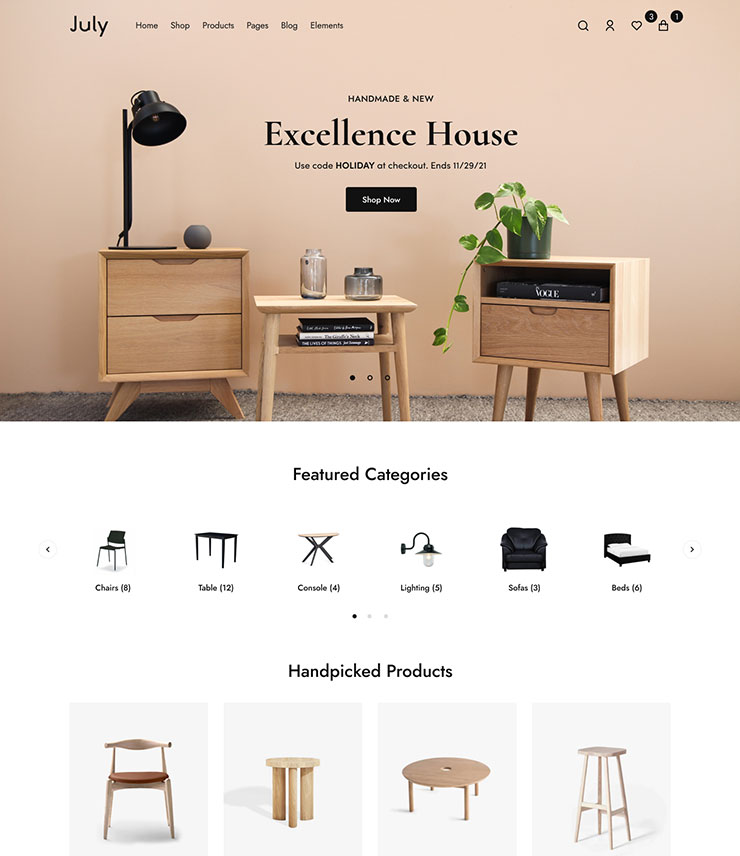 July
Home Shop Products Pages Blog Elements
3 1
HANDMADE & NEW
Excellence House
Use code HOLIDAY at checkout. Ends 11/29/21
Shop Now
VOGUE
THE LIVES OF THINGS
Featured Categories
Chairs (8) Table (12) Console (4) Lighting (5) Sofas (3) Beds (6)
Handpicked Products